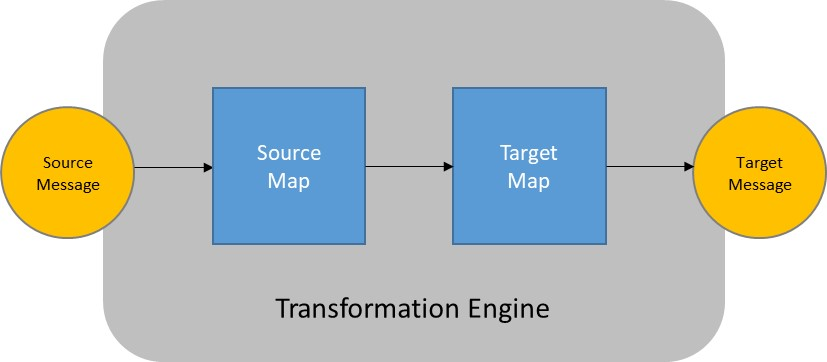 Source
Message
Source
Map
Target
Map
Target
Message
Transformation Engine